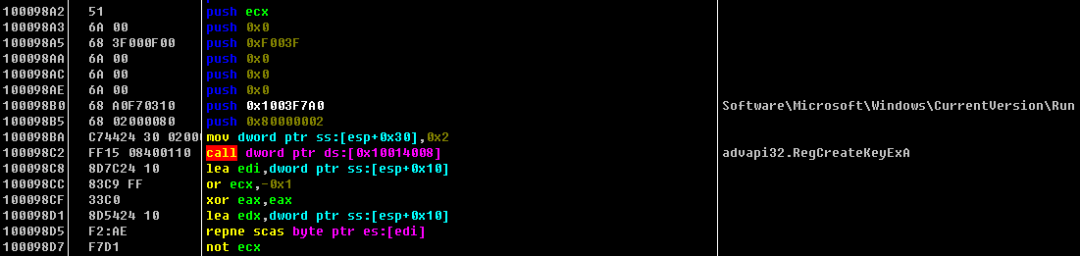 100098A2 51 push ecx
100098A3 6A 00 push 0x0
100098A5 68 3F000F00 push 0xF003F
100098AA 6A 00 push 0x0
100098AC 6A 00 push 0x0
100098AE 6A 00 push 0x0
100098B0 68 A0F70310 push 0x1003F7A0 Software\Microsoft\Windows\CurrentVersion\Run
100098B5 68 02000080 push 0x80000002
100098BA C74424 30 0200 mov dword ptr ss:[esp+0x30],0x2
100098C2 FF15 08400110 call dword ptr ds:[0x10014008] advapi32.RegCreateKeyExA
100098C8 8D7C24 10 lea edi,dword ptr ss:[esp+0x10]
100098CC 83C9 FF or ecx,-0x1
100098CF 33C0 xor eax,eax
100098D1 8D5424 10 lea edx,dword ptr ss:[esp+0x10]
100098D5 F2:AE repne scas byte ptr es:[edi]
100098D7 F7D1 not ecx